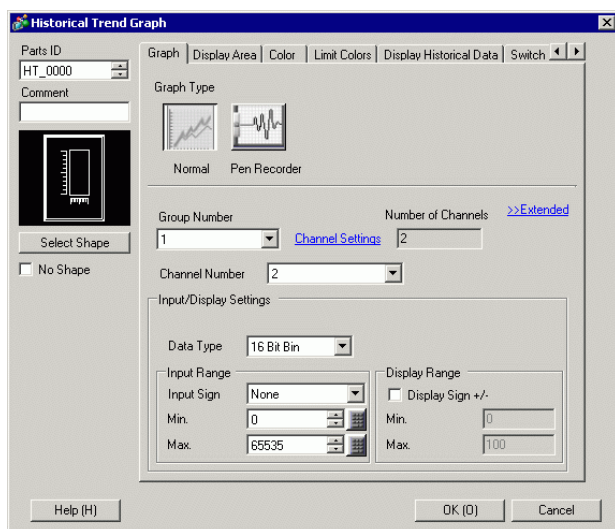 Historical Trend Graph
Parts ID
HT_0000
Comment
Select Shape
No Shape
Graph Display Area Color Limit Colors Display Historical Data Switch
Graph Type
Normal Pen Recorder
>>Extended
Group Number Number of Channels
1 Channel Settings 2
Channel Number 2
Input/Display Settings
Data Type 16 Bit Bin
Input Range Display Range
Input Sign None Display Sign +/-
Min. 0 Min. 0
Max. 65535 Max. 100
Help (H) OK (O) Cancel